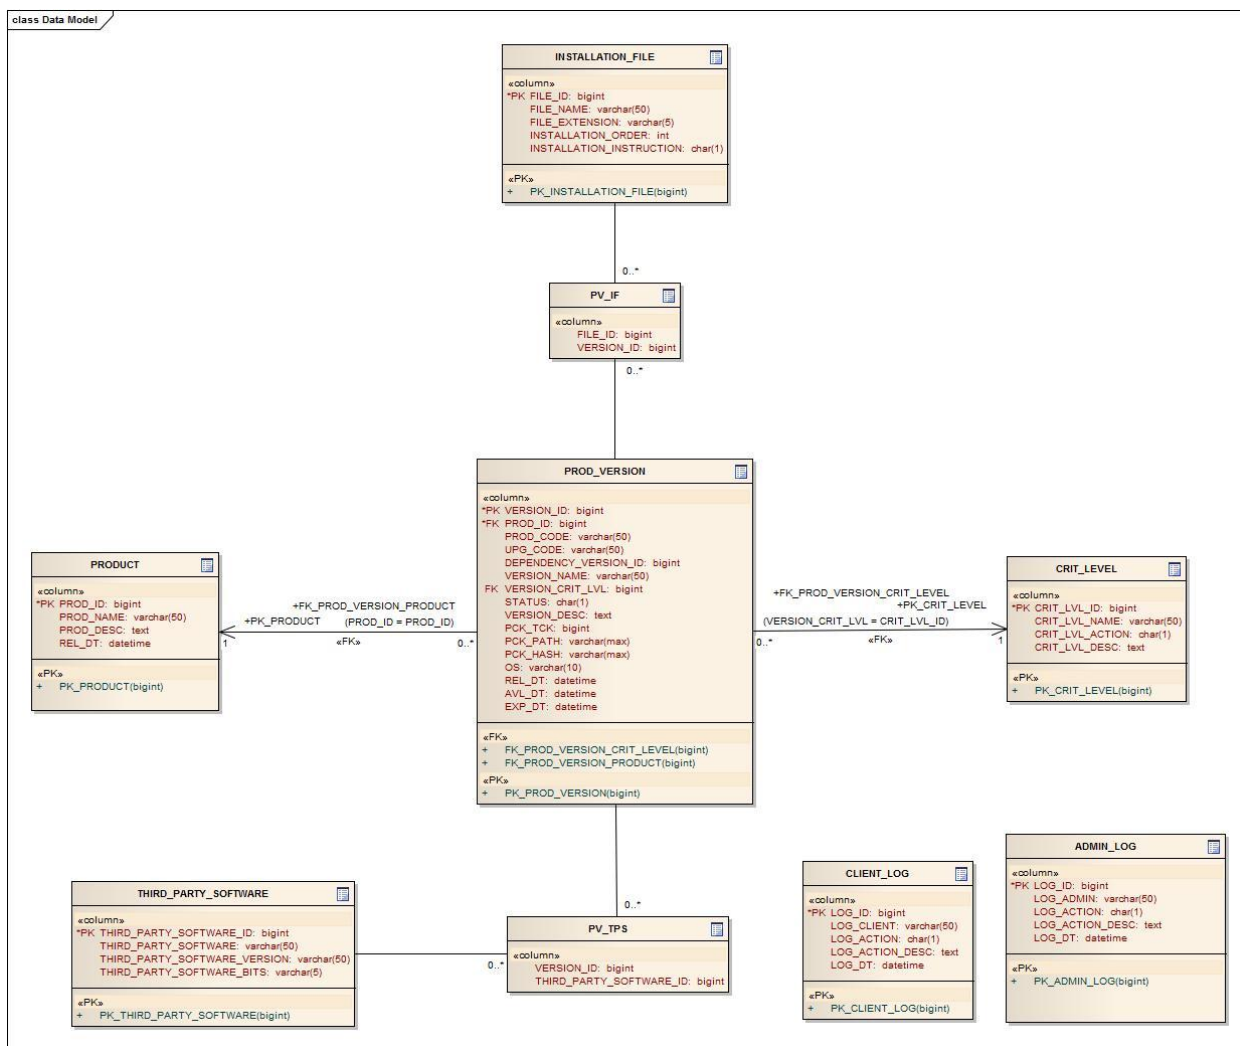 class Data Model
INSTALLATION_FILE
«column»
*PK FILE_ID: bigint
FILE_NAME: varchar(50)
FILE_EXTENSION: varchar(5)
INSTALLATION_ORDER: int
INSTALLATION_INSTRUCTION: char(1)
«PK»
+ PK_INSTALLATION_FILE(bigint)
0..*
PV_IF
«column»
FILE_ID: bigint
VERSION_ID: bigint
0..*
PROD_VERSION
«column»
*PK VERSION_ID: bigint
*FK PROD_ID: bigint
PROD_CODE: varchar(50)
UPG_CODE: varchar(50)
DEPENDENCY_VERSION_ID: bigint
VERSION_NAME: varchar(50)
FK VERSION_CRIT_LVL: bigint
STATUS: char(1)
VERSION_DESC: text
PCK_TCK: bigint
PCK_PATH: varchar(max)
PCK_HASH: varchar(max)
OS: varchar(10)
REL_DT: datetime
AVL_DT: datetime
EXP_DT: datetime
«FK»
+ FK_PROD_VERSION_CRIT_LEVEL(bigint)
+ FK_PROD_VERSION_PRODUCT(bigint)
«PK»
+ PK_PROD_VERSION(bigint)
PRODUCT
«column»
*PK PROD_ID: bigint
PROD_NAME: varchar(50)
PROD_DESC: text
REL_DT: datetime
«PK»
+ PK_PRODUCT(bigint)
+FK_PROD_VERSION_PRODUCT
+PK_PRODUCT (PROD_ID = PROD_ID)
1 «FK» 0..*
+FK_PROD_VERSION_CRIT_LEVEL
+PK_CRIT_LEVEL
(VERSION_CRIT_LVL = CRIT_LVL_ID)
0..* «FK» 1
CRIT_LEVEL
«column»
*PK CRIT_LVL_ID: bigint
CRIT_LVL_NAME: varchar(50)
CRIT_LVL_ACTION: char(1)
CRIT_LVL_DESC: text
«PK»
+ PK_CRIT_LEVEL(bigint)
THIRD_PARTY_SOFTWARE
«column»
*PK THIRD_PARTY_SOFTWARE_ID: bigint
THIRD_PARTY_SOFTWARE: varchar(50)
THIRD_PARTY_SOFTWARE_VERSION: varchar(50)
THIRD_PARTY_SOFTWARE_BITS: varchar(5)
«PK»
+ PK_THIRD_PARTY_SOFTWARE(bigint)
0..*
0..*
PV_TPS
«column»
VERSION_ID: bigint
THIRD_PARTY_SOFTWARE_ID: bigint
CLIENT_LOG
«column»
*PK LOG_ID: bigint
LOG_CLIENT: varchar(50)
LOG_ACTION: char(1)
LOG_ACTION_DESC: text
LOG_DT: datetime
«PK»
+ PK_CLIENT_LOG(bigint)
ADMIN_LOG
«column»
*PK LOG_ID: bigint
LOG_ADMIN: varchar(50)
LOG_ACTION: char(1)
LOG_ACTION_DESC: text
LOG_DT: datetime
«PK»
+ PK_ADMIN_LOG(bigint)